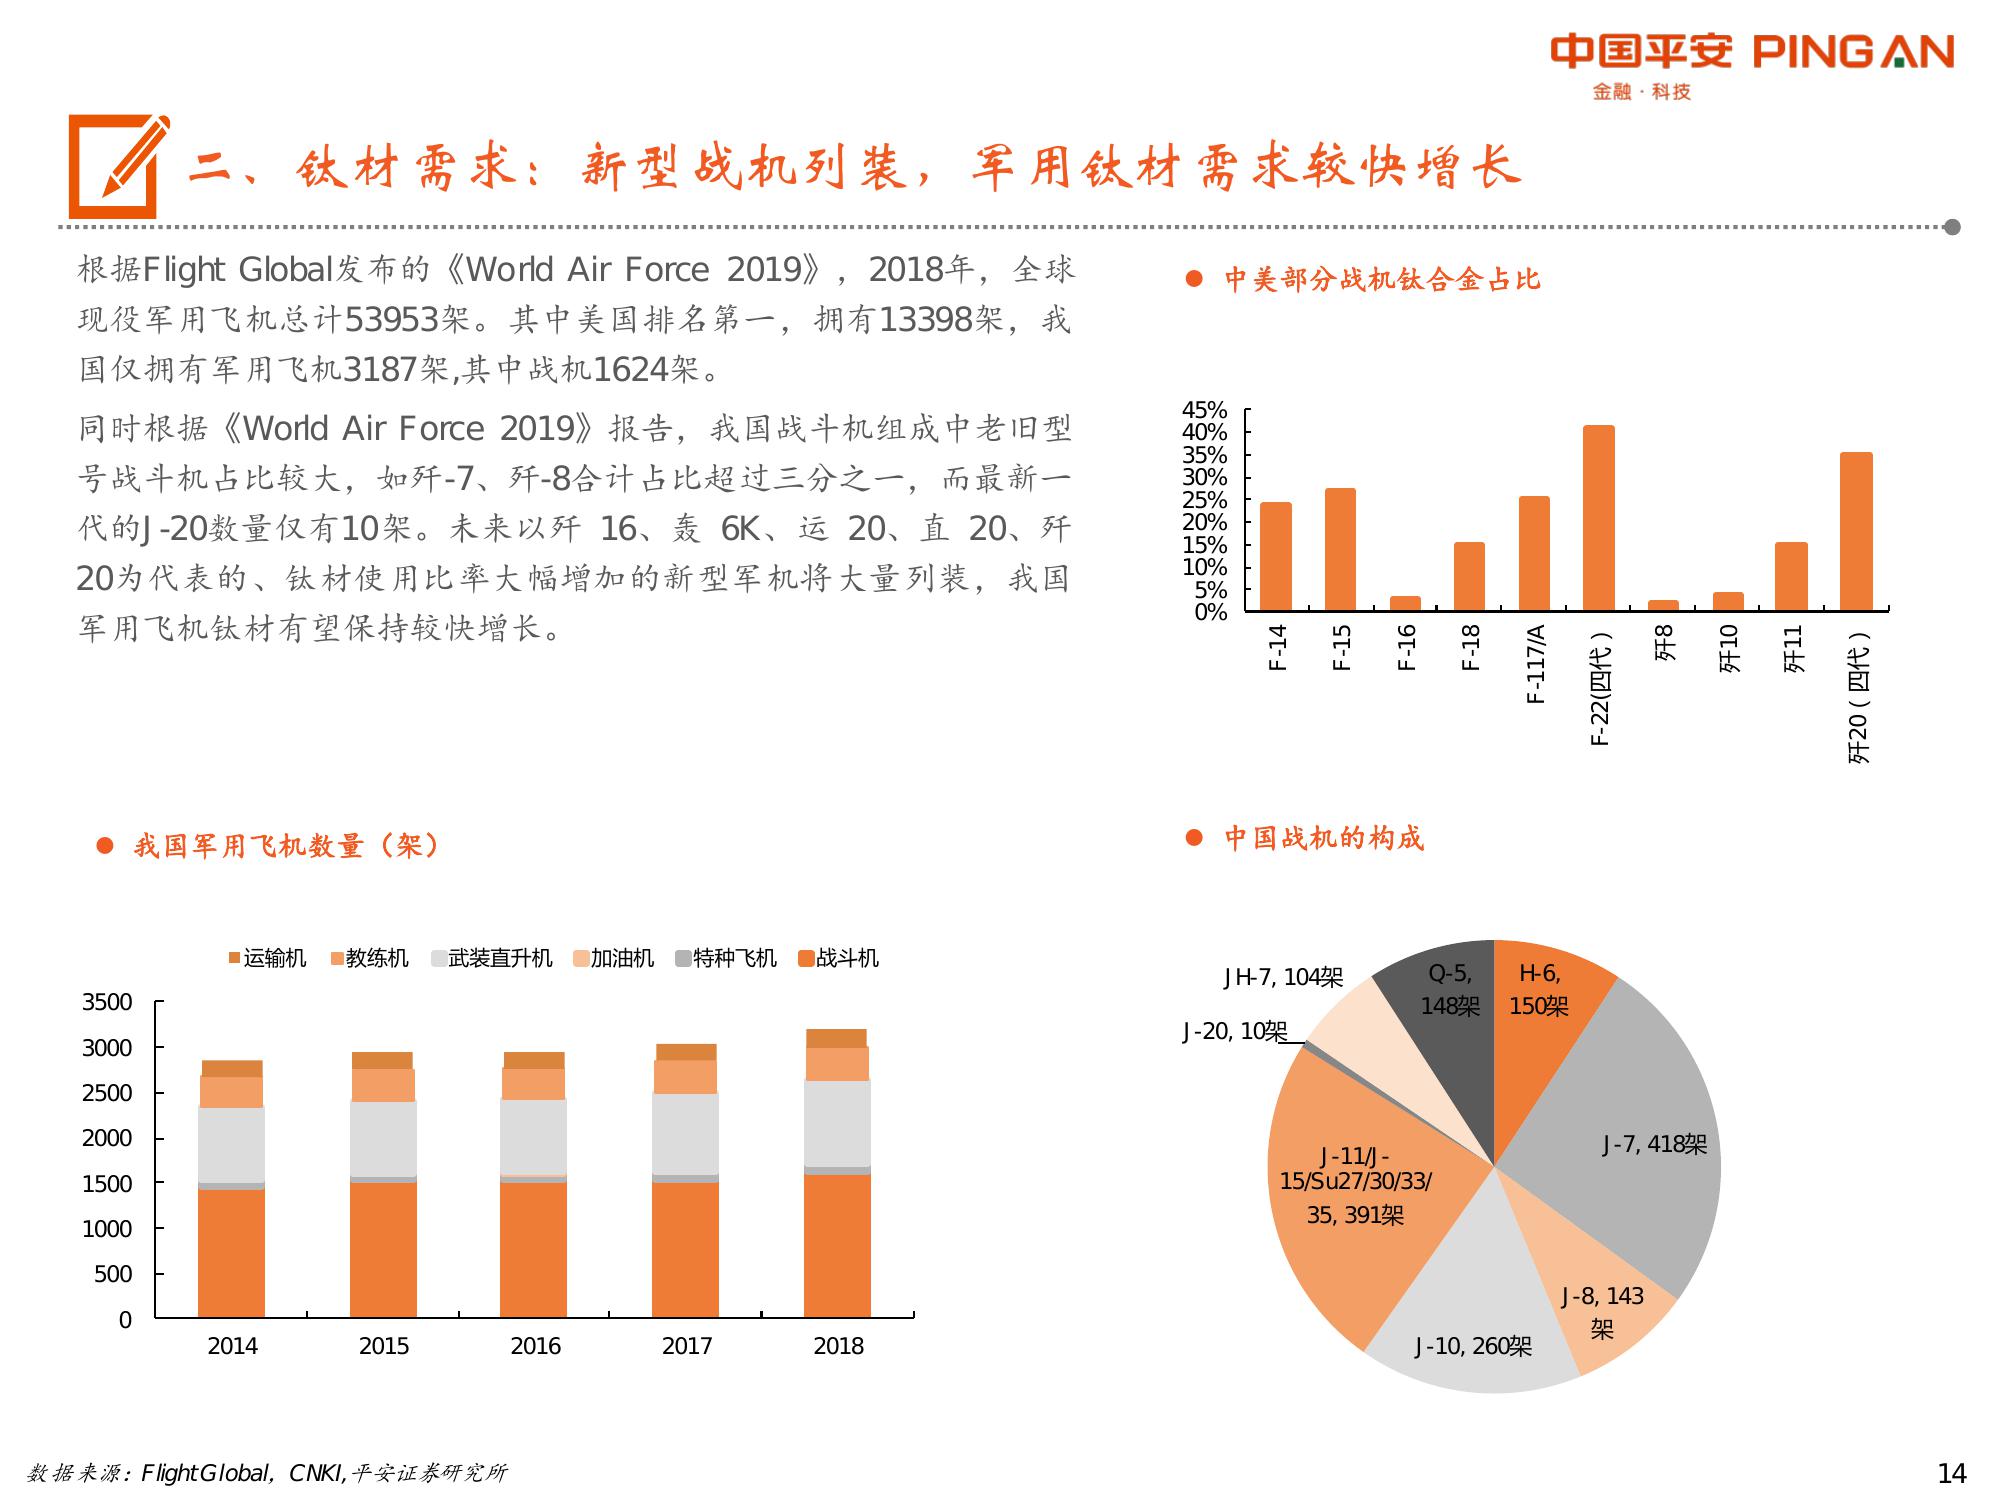 中国平安 PING AN
金融·科技
二、钛材需求：新型战机列装，军用钛材需求较快增长
根据Flight Global发布的《World Air Force 2019》，2018年，全球
现役军用飞机总计53953架。其中美国排名第一，拥有13398架，我
国仅拥有军用飞机3187架,其中战机1624架。
同时根据《World Air Force 2019》报告，我国战斗机组成中老旧型
号战斗机占比较大，如歼-7、歼-8合计占比超过三分之一，而最新一
代的J-20数量仅有10架。未来以歼 16、轰 6K、运 20、直 20、歼
20为代表的、钛材使用比率大幅增加的新型军机将大量列装，我国
军用飞机钛材有望保持较快增长。
中美部分战机钛合金占比
45%
40%
35%
30%
25%
20%
15%
10%
5%
0%
F-14
F-15
F-16
F-18
F-117/A
F-22(四代）
歼8
歼10
歼11
歼20（四代）
我国军用飞机数量（架）
运输机 教练机 武装直升机 加油机 特种飞机 战斗机
3500
3000
2500
2000
1500
1000
500
0
2014 2015 2016 2017 2018
中国战机的构成
Q-5,
148架
H-6,
150架
JH-7, 104架
J-20, 10架
J-7, 418架
J-11/J-
15/Su27/30/33/
35, 391架
J-8, 143
架
J-10, 260架
数据来源：FlightGlobal，CNKI,平安证券研究所
14